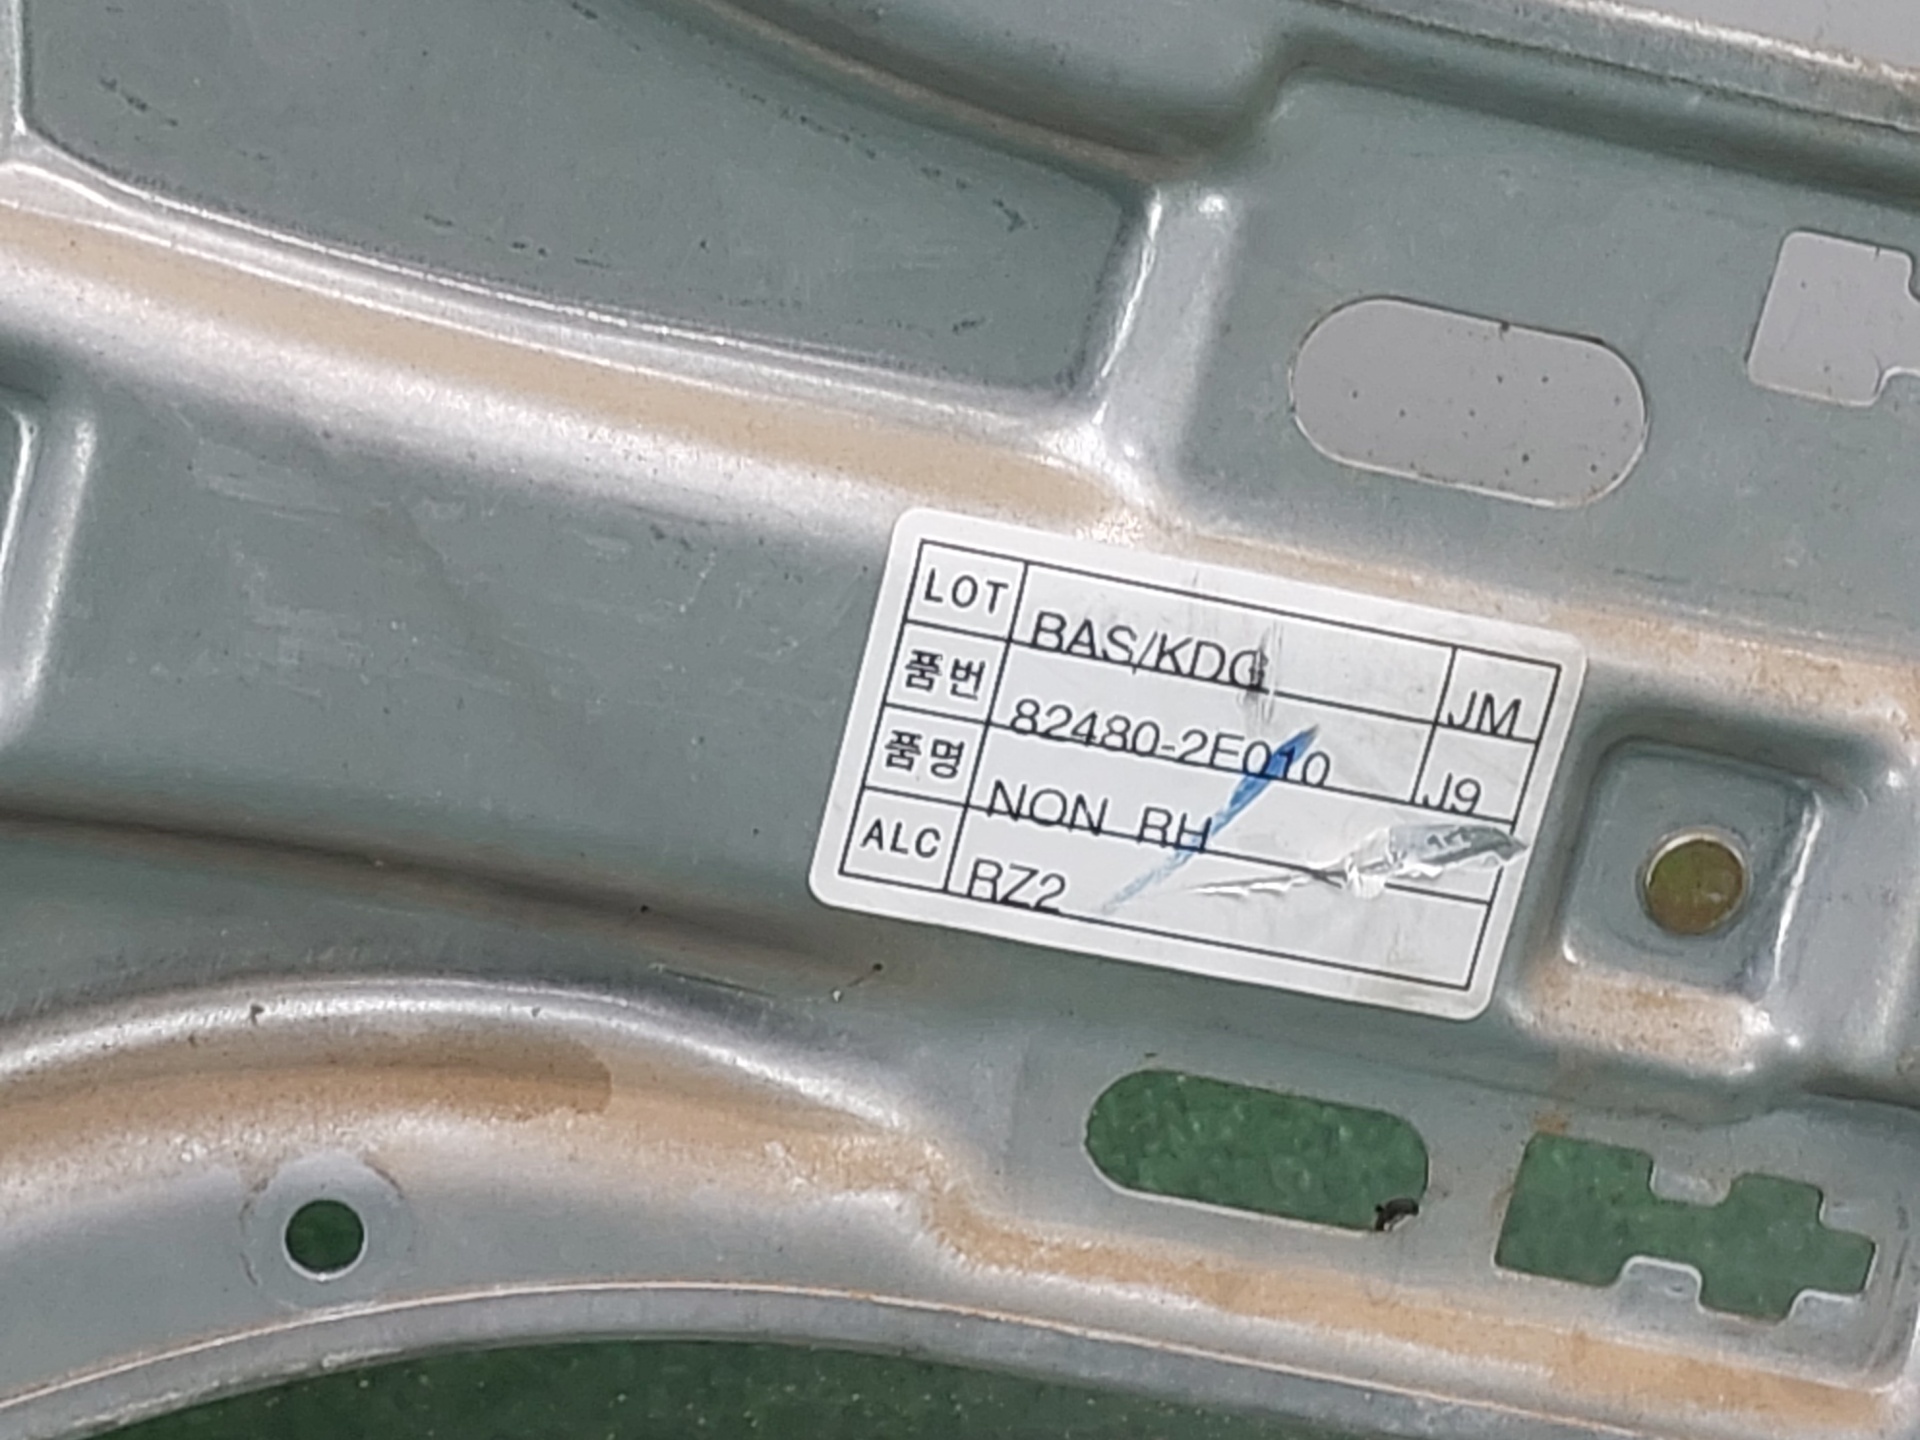 LOT BAS/KDG JM
품번 82480-2E010 J9
품명 NON RH
ALC RZ2